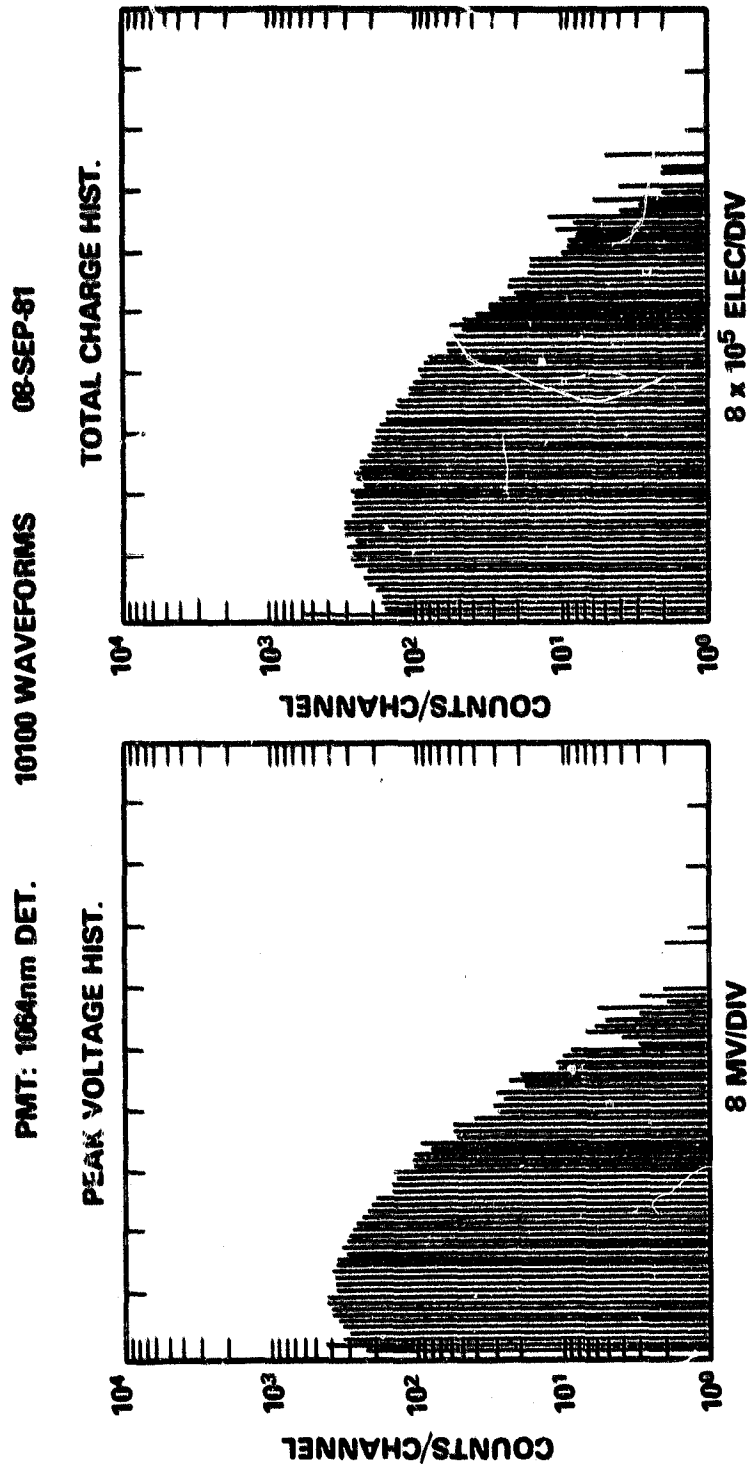 PMT: 1064nm DET. 10100 WAVEFORMS 08-SEP-81
PEAK VOLTAGE HIST.
COUNTS/CHANNEL
10⁴
10³
10²
10¹
10⁰
8 MV/DIV
TOTAL CHARGE HIST.
COUNTS/CHANNEL
10⁴
10³
10²
10¹
10⁰
8 x 10⁵ ELEC/DIV